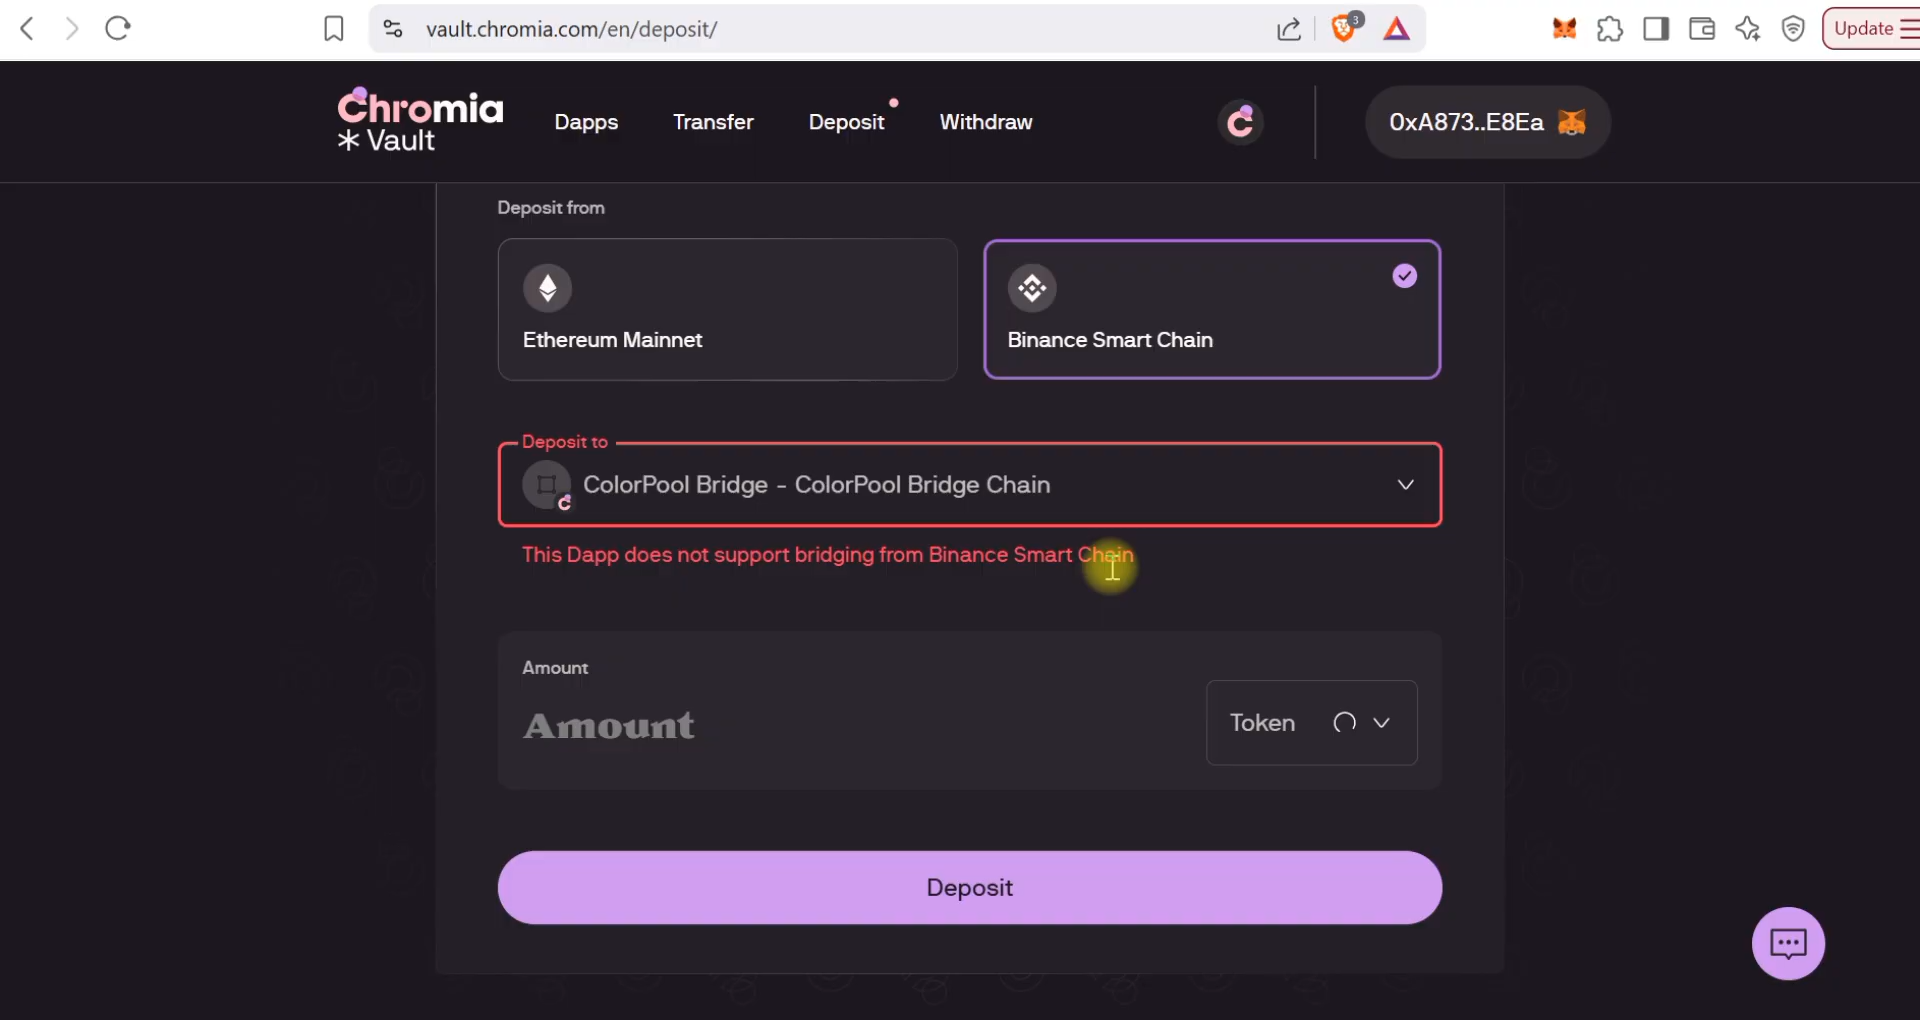 vault.chromia.com/en/deposit/
3
Update
Chromia
* Vault
Dapps
Transfer
Deposit
Withdraw
0xA873..E8Ea
Deposit from
Ethereum Mainnet
Binance Smart Chain
Deposit to
ColorPool Bridge - ColorPool Bridge Chain
This Dapp does not support bridging from Binance Smart Chain
Amount
Amount
Token
Deposit